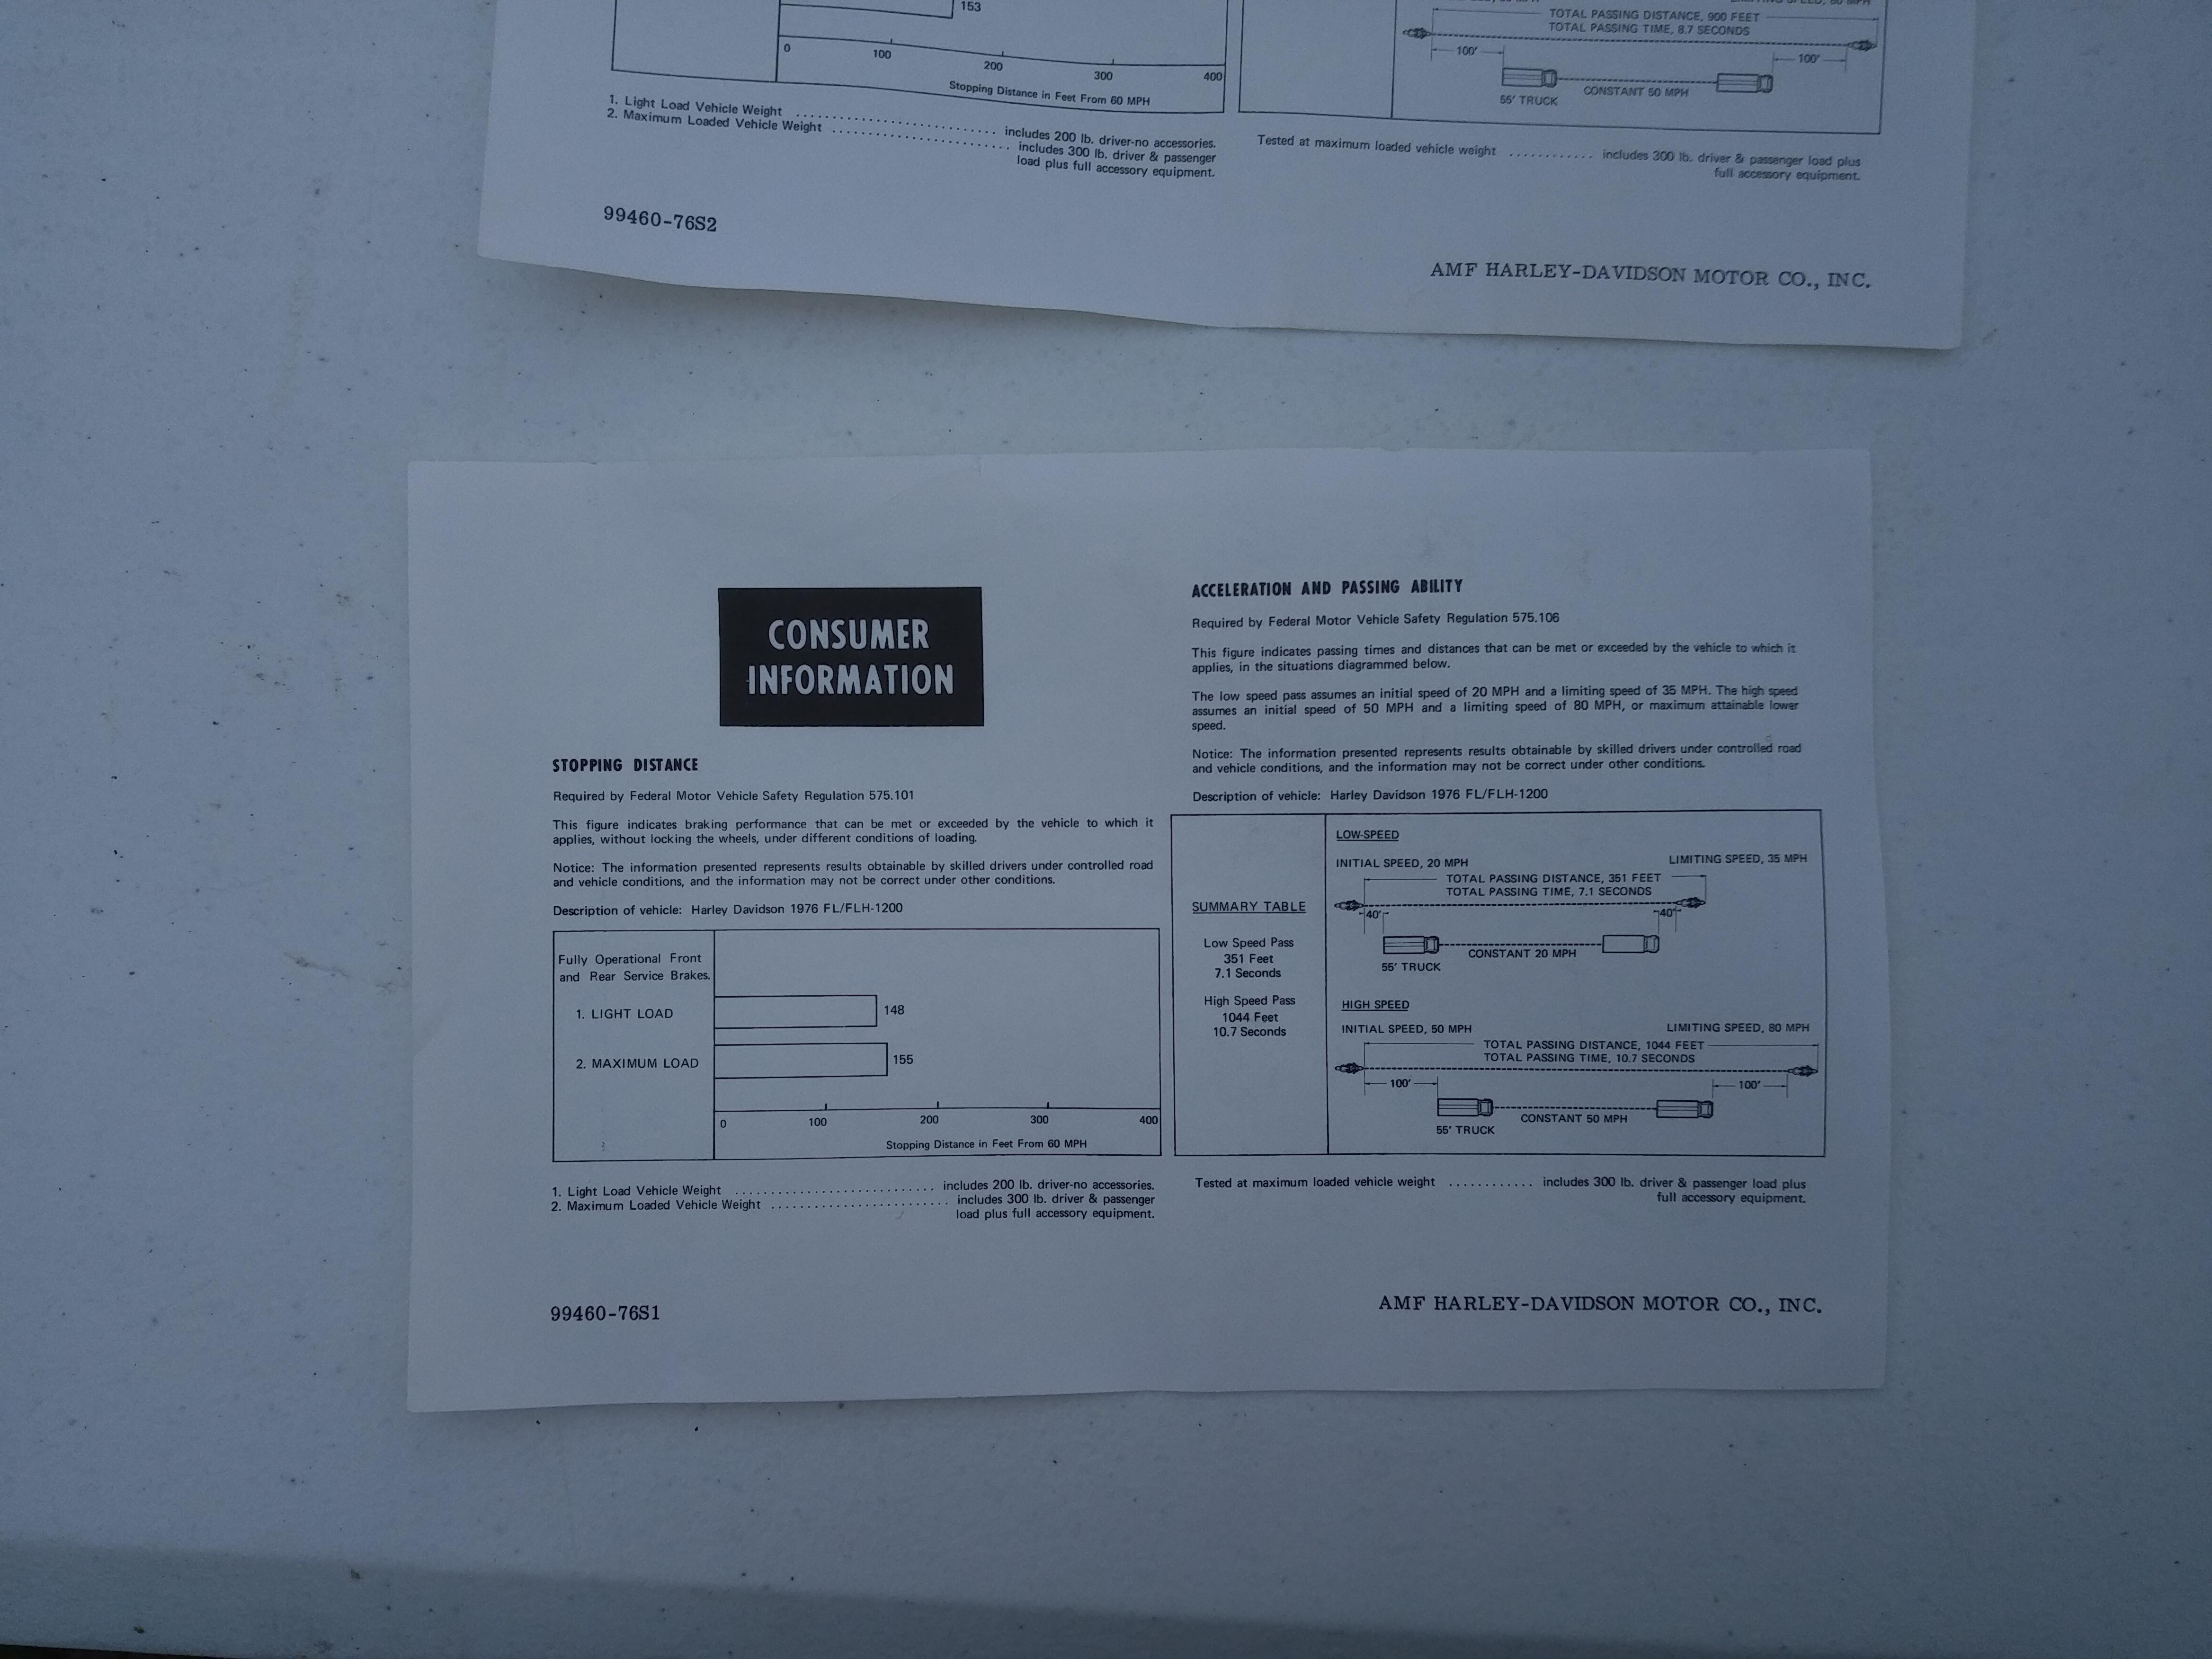 153
0 100 200 300 400
Stopping Distance in Feet From 60 MPH
1. Light Load Vehicle Weight .......................... includes 200 lb. driver-no accessories.
2. Maximum Loaded Vehicle Weight ........................ includes 300 lb. driver & passenger
load plus full accessory equipment.
99460-76S2
TOTAL PASSING DISTANCE, 900 FEET
TOTAL PASSING TIME, 8.7 SECONDS
100' 100'
CONSTANT 50 MPH
55' TRUCK
Tested at maximum loaded vehicle weight ............ includes 300 lb. driver & passenger load plus
full accessory equipment.
AMF HARLEY-DAVIDSON MOTOR CO., INC.
CONSUMER
INFORMATION
STOPPING DISTANCE
Required by Federal Motor Vehicle Safety Regulation 575.101
This figure indicates braking performance that can be met or exceeded by the vehicle to which it
applies, without locking the wheels, under different conditions of loading.
Notice: The information presented represents results obtainable by skilled drivers under controlled road
and vehicle conditions, and the information may not be correct under other conditions.
Description of vehicle: Harley Davidson 1976 FL/FLH-1200
Fully Operational Front
and Rear Service Brakes.
1. LIGHT LOAD 148
2. MAXIMUM LOAD 155
0 100 200 300 400
Stopping Distance in Feet From 60 MPH
1. Light Load Vehicle Weight ............................ includes 200 lb. driver-no accessories.
2. Maximum Loaded Vehicle Weight ......................... includes 300 lb. driver & passenger
load plus full accessory equipment.
99460-76S1
ACCELERATION AND PASSING ABILITY
Required by Federal Motor Vehicle Safety Regulation 575.106
This figure indicates passing times and distances that can be met or exceeded by the vehicle to which it
applies, in the situations diagrammed below.
The low speed pass assumes an initial speed of 20 MPH and a limiting speed of 35 MPH. The high speed
assumes an initial speed of 50 MPH and a limiting speed of 80 MPH, or maximum attainable lower
speed.
Notice: The information presented represents results obtainable by skilled drivers under controlled road
and vehicle conditions, and the information may not be correct under other conditions.
Description of vehicle: Harley Davidson 1976 FL/FLH-1200
SUMMARY TABLE
Low Speed Pass
351 Feet
7.1 Seconds
High Speed Pass
1044 Feet
10.7 Seconds
LOW-SPEED
INITIAL SPEED, 20 MPH LIMITING SPEED, 35 MPH
TOTAL PASSING DISTANCE, 351 FEET
TOTAL PASSING TIME, 7.1 SECONDS
40' 40'
CONSTANT 20 MPH
55' TRUCK
HIGH SPEED
INITIAL SPEED, 50 MPH LIMITING SPEED, 80 MPH
TOTAL PASSING DISTANCE, 1044 FEET
TOTAL PASSING TIME, 10.7 SECONDS
100' 100'
CONSTANT 50 MPH
55' TRUCK
Tested at maximum loaded vehicle weight ............ includes 300 lb. driver & passenger load plus
full accessory equipment.
AMF HARLEY-DAVIDSON MOTOR CO., INC.